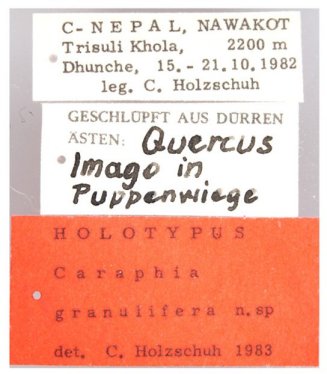 C-NEPAL, NAWAKOT
Trisuli Khola, 2200 m
Dhunche, 15.-21.10.1982
leg. C. Holzschuh
GESCHLÜPFT AUS DÜRREN
ÄSTEN: Quercus
Imago in
Puppenwiege
HOLOTYPUS
Caraphia
granulifera n.sp
det. C. Holzschuh 1983